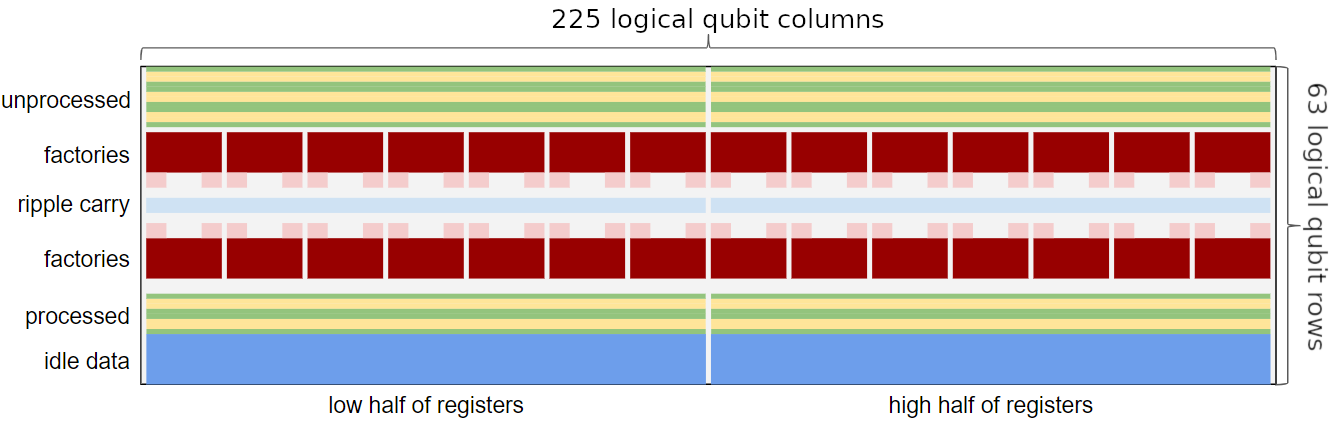 225 logical qubit columns
unprocessed
factories
ripple carry
factories
processed
idle data
63 logical qubit rows
low half of registers
high half of registers